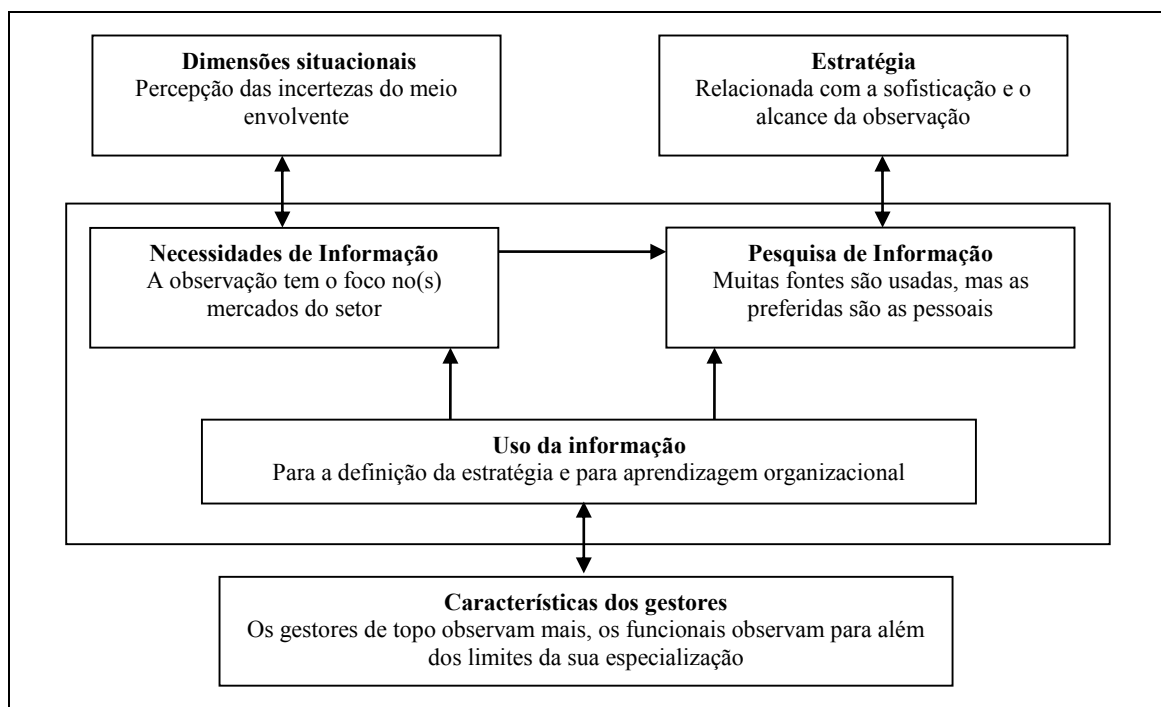 Dimensões situacionais
Percepção das incertezas do meio
envolvente
Estratégia
Relacionada com a sofisticação e o
alcance da observação
Necessidades de Informação
A observação tem o foco no(s)
mercados do setor
Pesquisa de Informação
Muitas fontes são usadas, mas as
preferidas são as pessoais
Uso da informação
Para a definição da estratégia e para aprendizagem organizacional
Características dos gestores
Os gestores de topo observam mais, os funcionais observam para além
dos limites da sua especialização